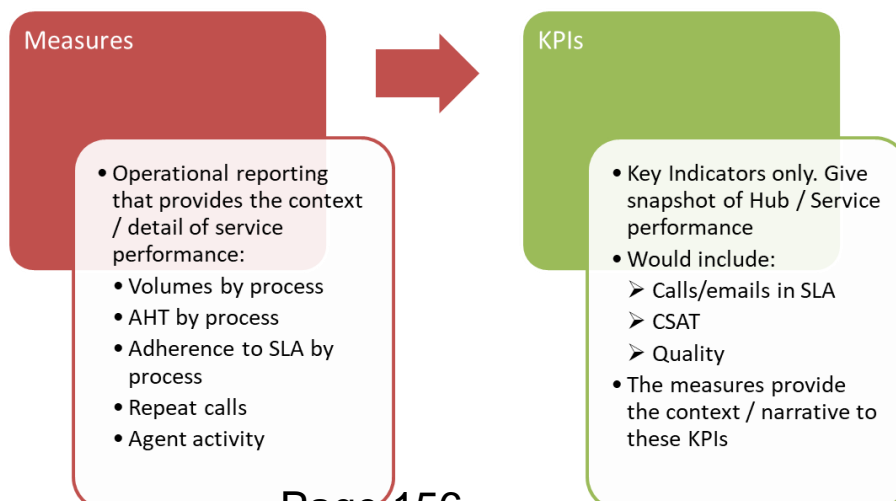 Measures
• Operational reporting
that provides the context
/ detail of service
performance:
• Volumes by process
• AHT by process
• Adherence to SLA by
process
• Repeat calls
• Agent activity
KPIs
• Key Indicators only. Give
snapshot of Hub / Service
performance
• Would include:
➢ Calls/emails in SLA
➢ CSAT
➢ Quality
• The measures provide
the context / narrative to
these KPIs
Page 156